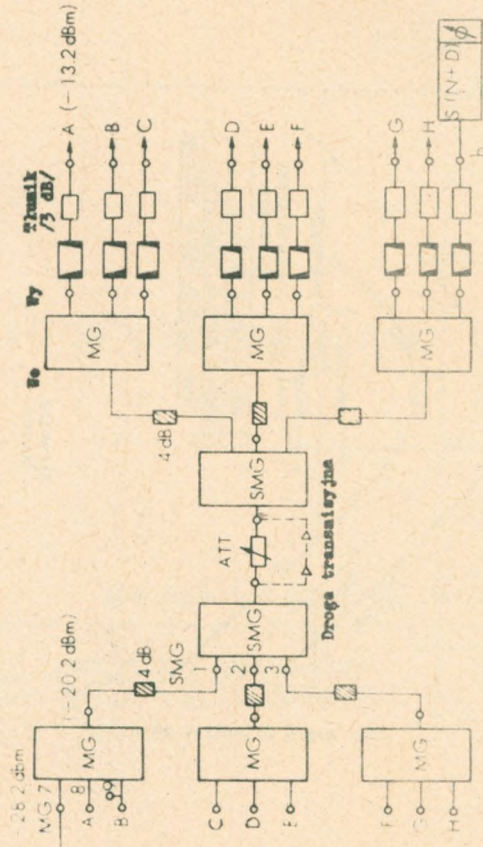 -28.2 dBm
(-20.2 dBm)
MG 7
8
A
B
MG
4 dB
SMG
1
2
3
C
D
E
MG
F
G
H
MG
SMG
ATT
Droga transmisyjna
SMG
4 dB
We
Wy
Tłumik
/3 dB/
MG
A (-13.2 dBm)
B
C
MG
D
E
F
MG
G
H
S (N+D)